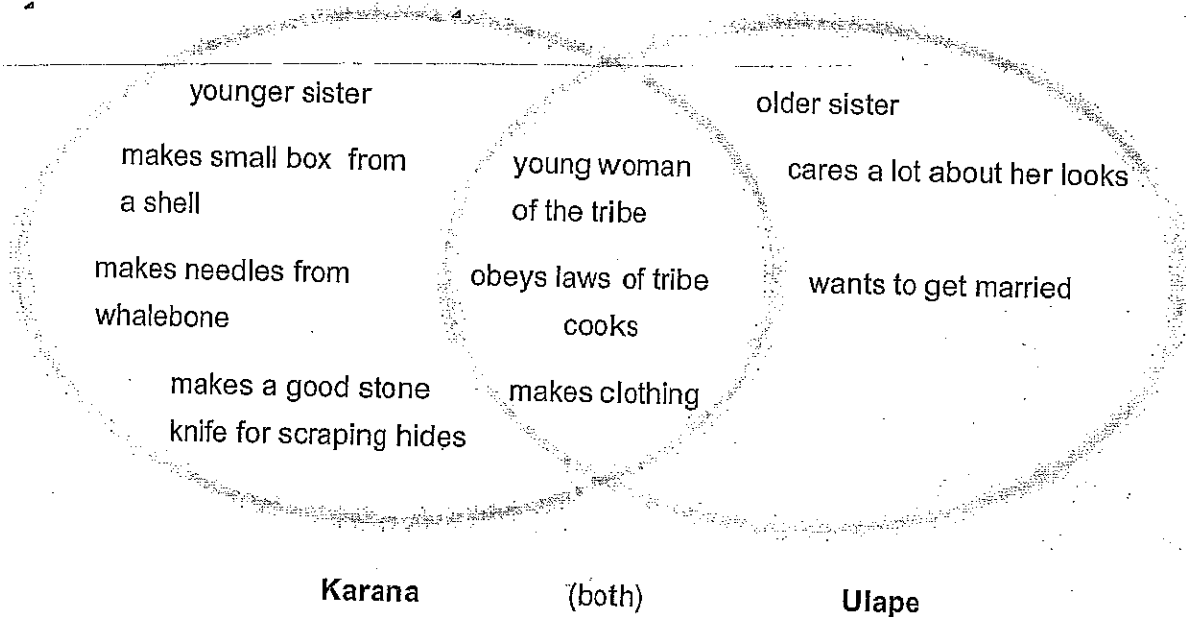 younger sister
makes small box from
a shell
makes needles from
whalebone
makes a good stone
knife for scraping hides
young woman
of the tribe
obeys laws of tribe
cooks
makes clothing
older sister
cares a lot about her looks
wants to get married
Karana
(both)
Ulape